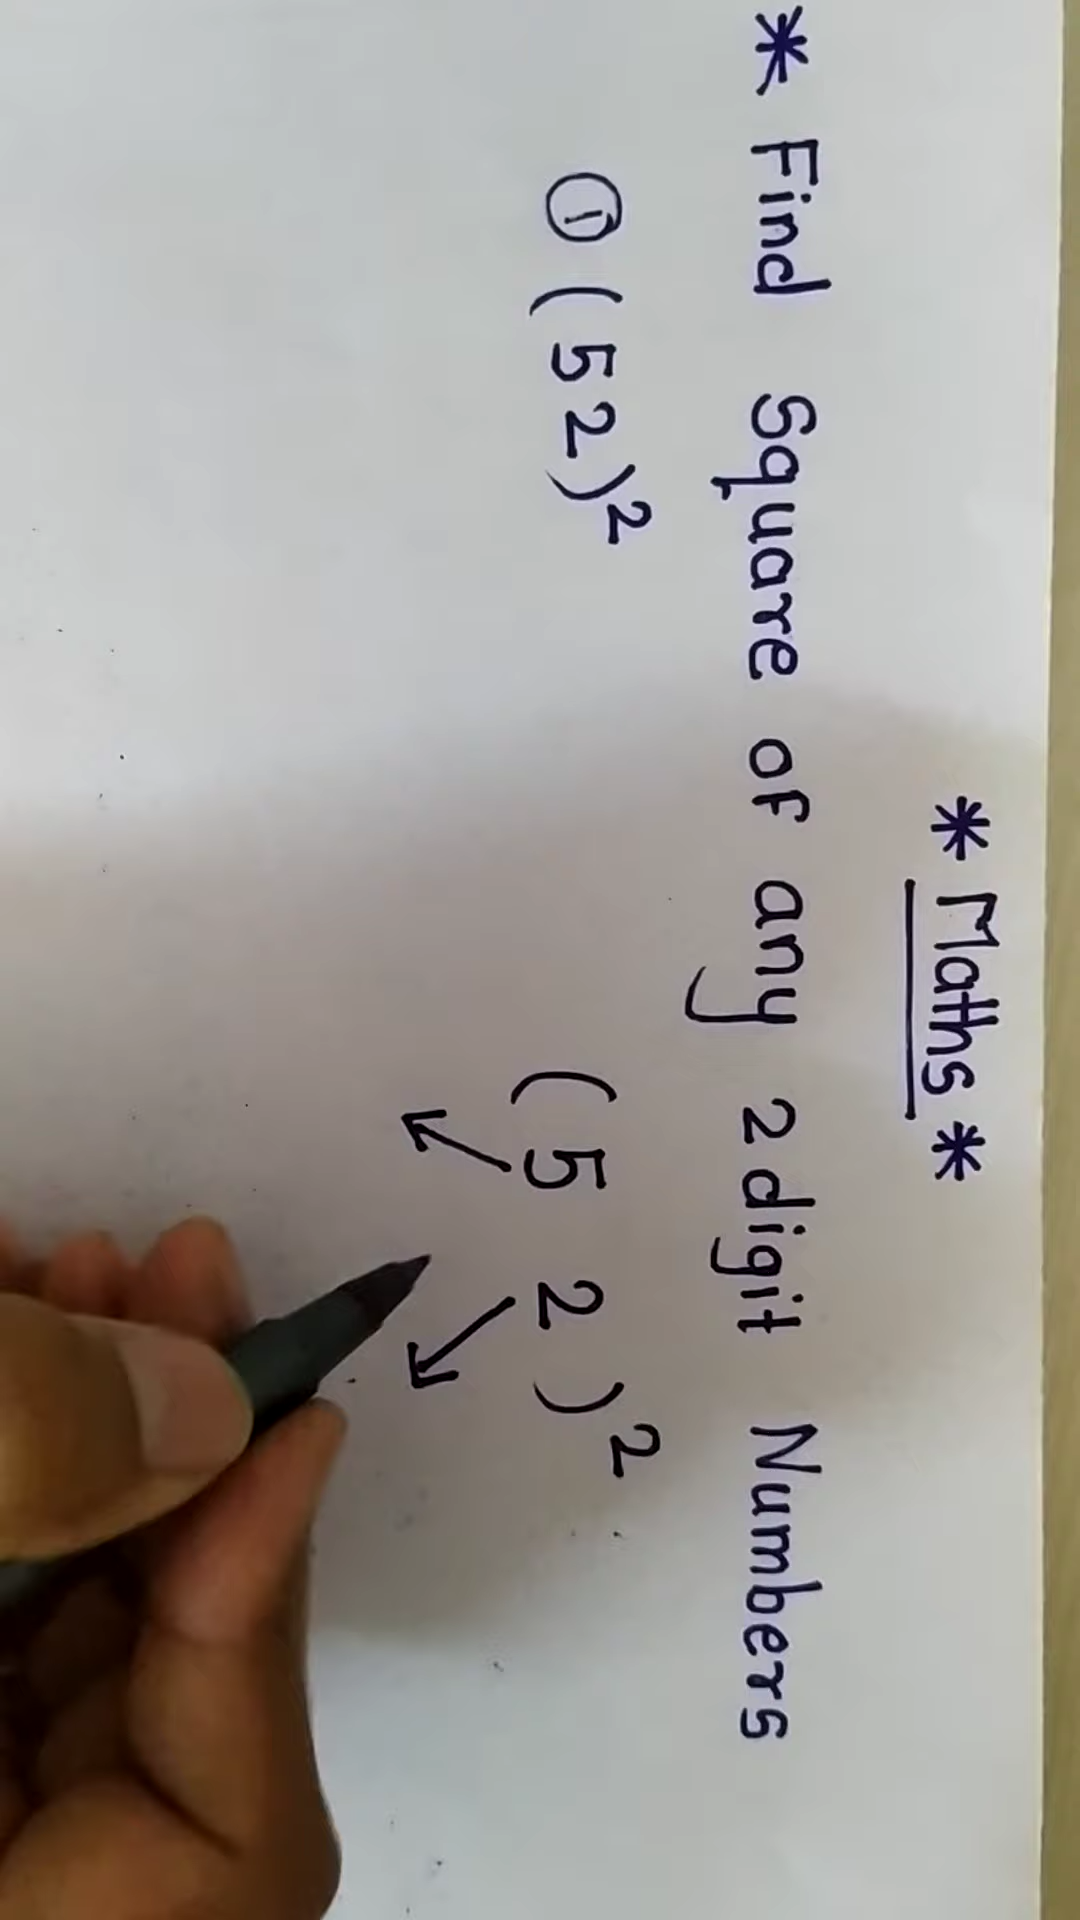 * Maths *
* Find Square of any 2 digit Numbers
① (52)² (5 2)²